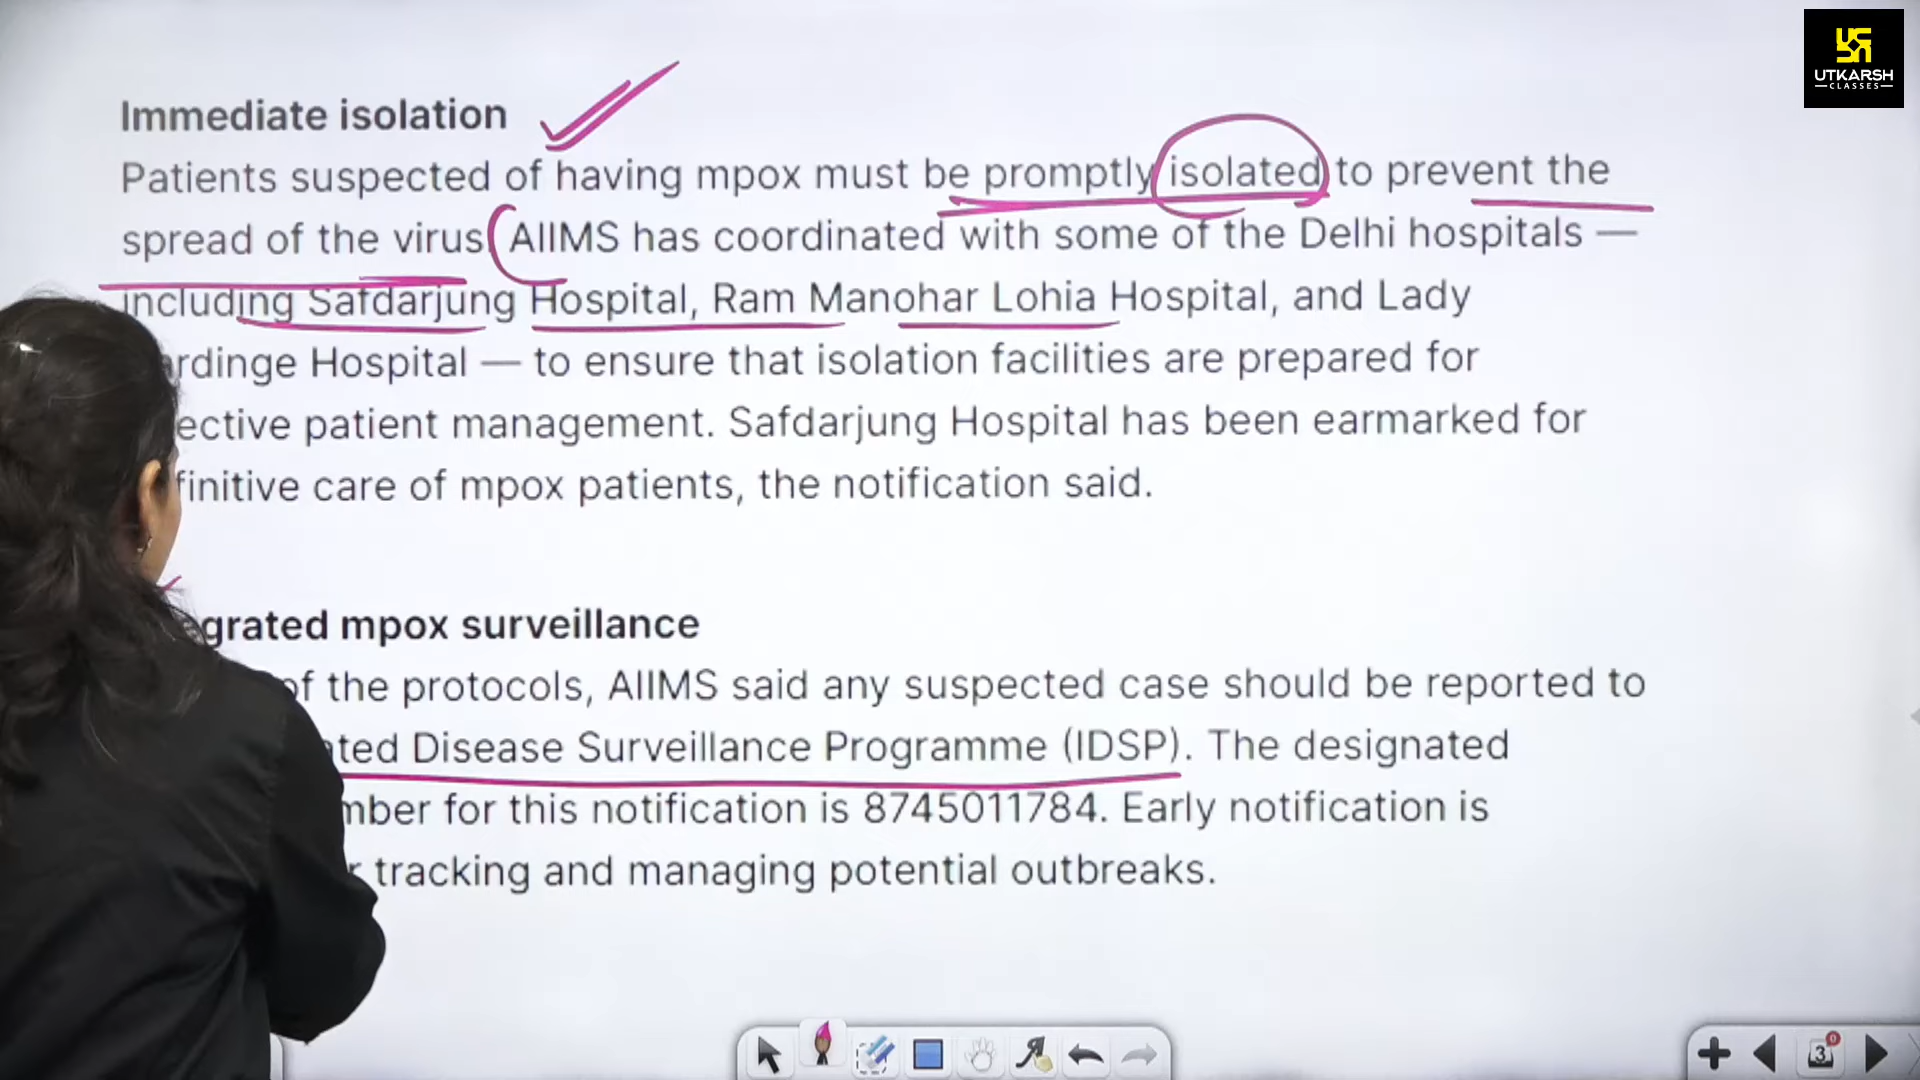 UTKARSH
CLASSES
Immediate isolation
Patients suspected of having mpox must be promptly isolated to prevent the
spread of the virus AIIMS has coordinated with some of the Delhi hospitals —
including Safdarjung Hospital, Ram Manohar Lohia Hospital, and Lady
rdinge Hospital — to ensure that isolation facilities are prepared for
ective patient management. Safdarjung Hospital has been earmarked for
finitive care of mpox patients, the notification said.
grated mpox surveillance
of the protocols, AIIMS said any suspected case should be reported to
ted Disease Surveillance Programme (IDSP). The designated
mber for this notification is 8745011784. Early notification is
r tracking and managing potential outbreaks.
3
0